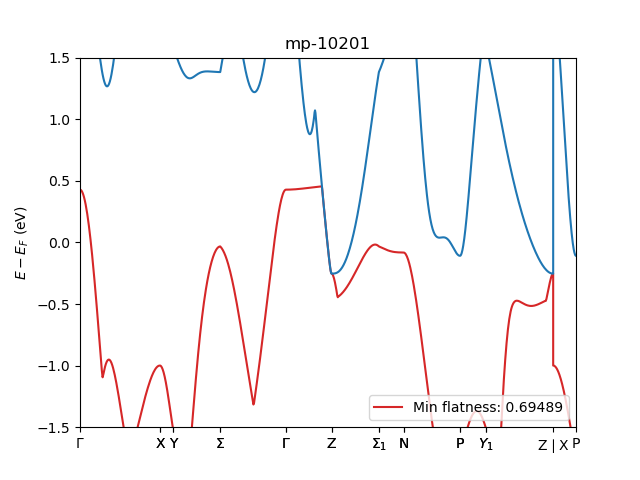 mp-10201
E − E_F (eV)
1.5
1.0
0.5
0.0
−0.5
−1.0
−1.5
Min flatness: 0.69489
Γ X Y Σ Γ Z Σ₁ N P Y₁ Z | X P